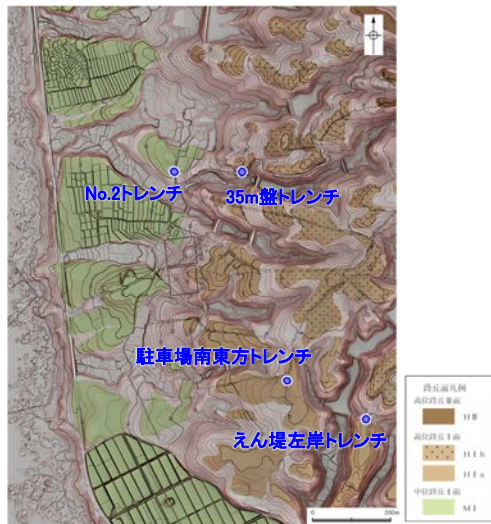 No.2トレンチ
35m盤トレンチ
駐車場南東方トレンチ
えん堤左岸トレンチ
段丘面凡例
高位段丘Ⅱ面
HⅡ
高位段丘Ⅰ面
HⅠb
HⅠa
中位段丘Ⅰ面
MⅠ
0
200m